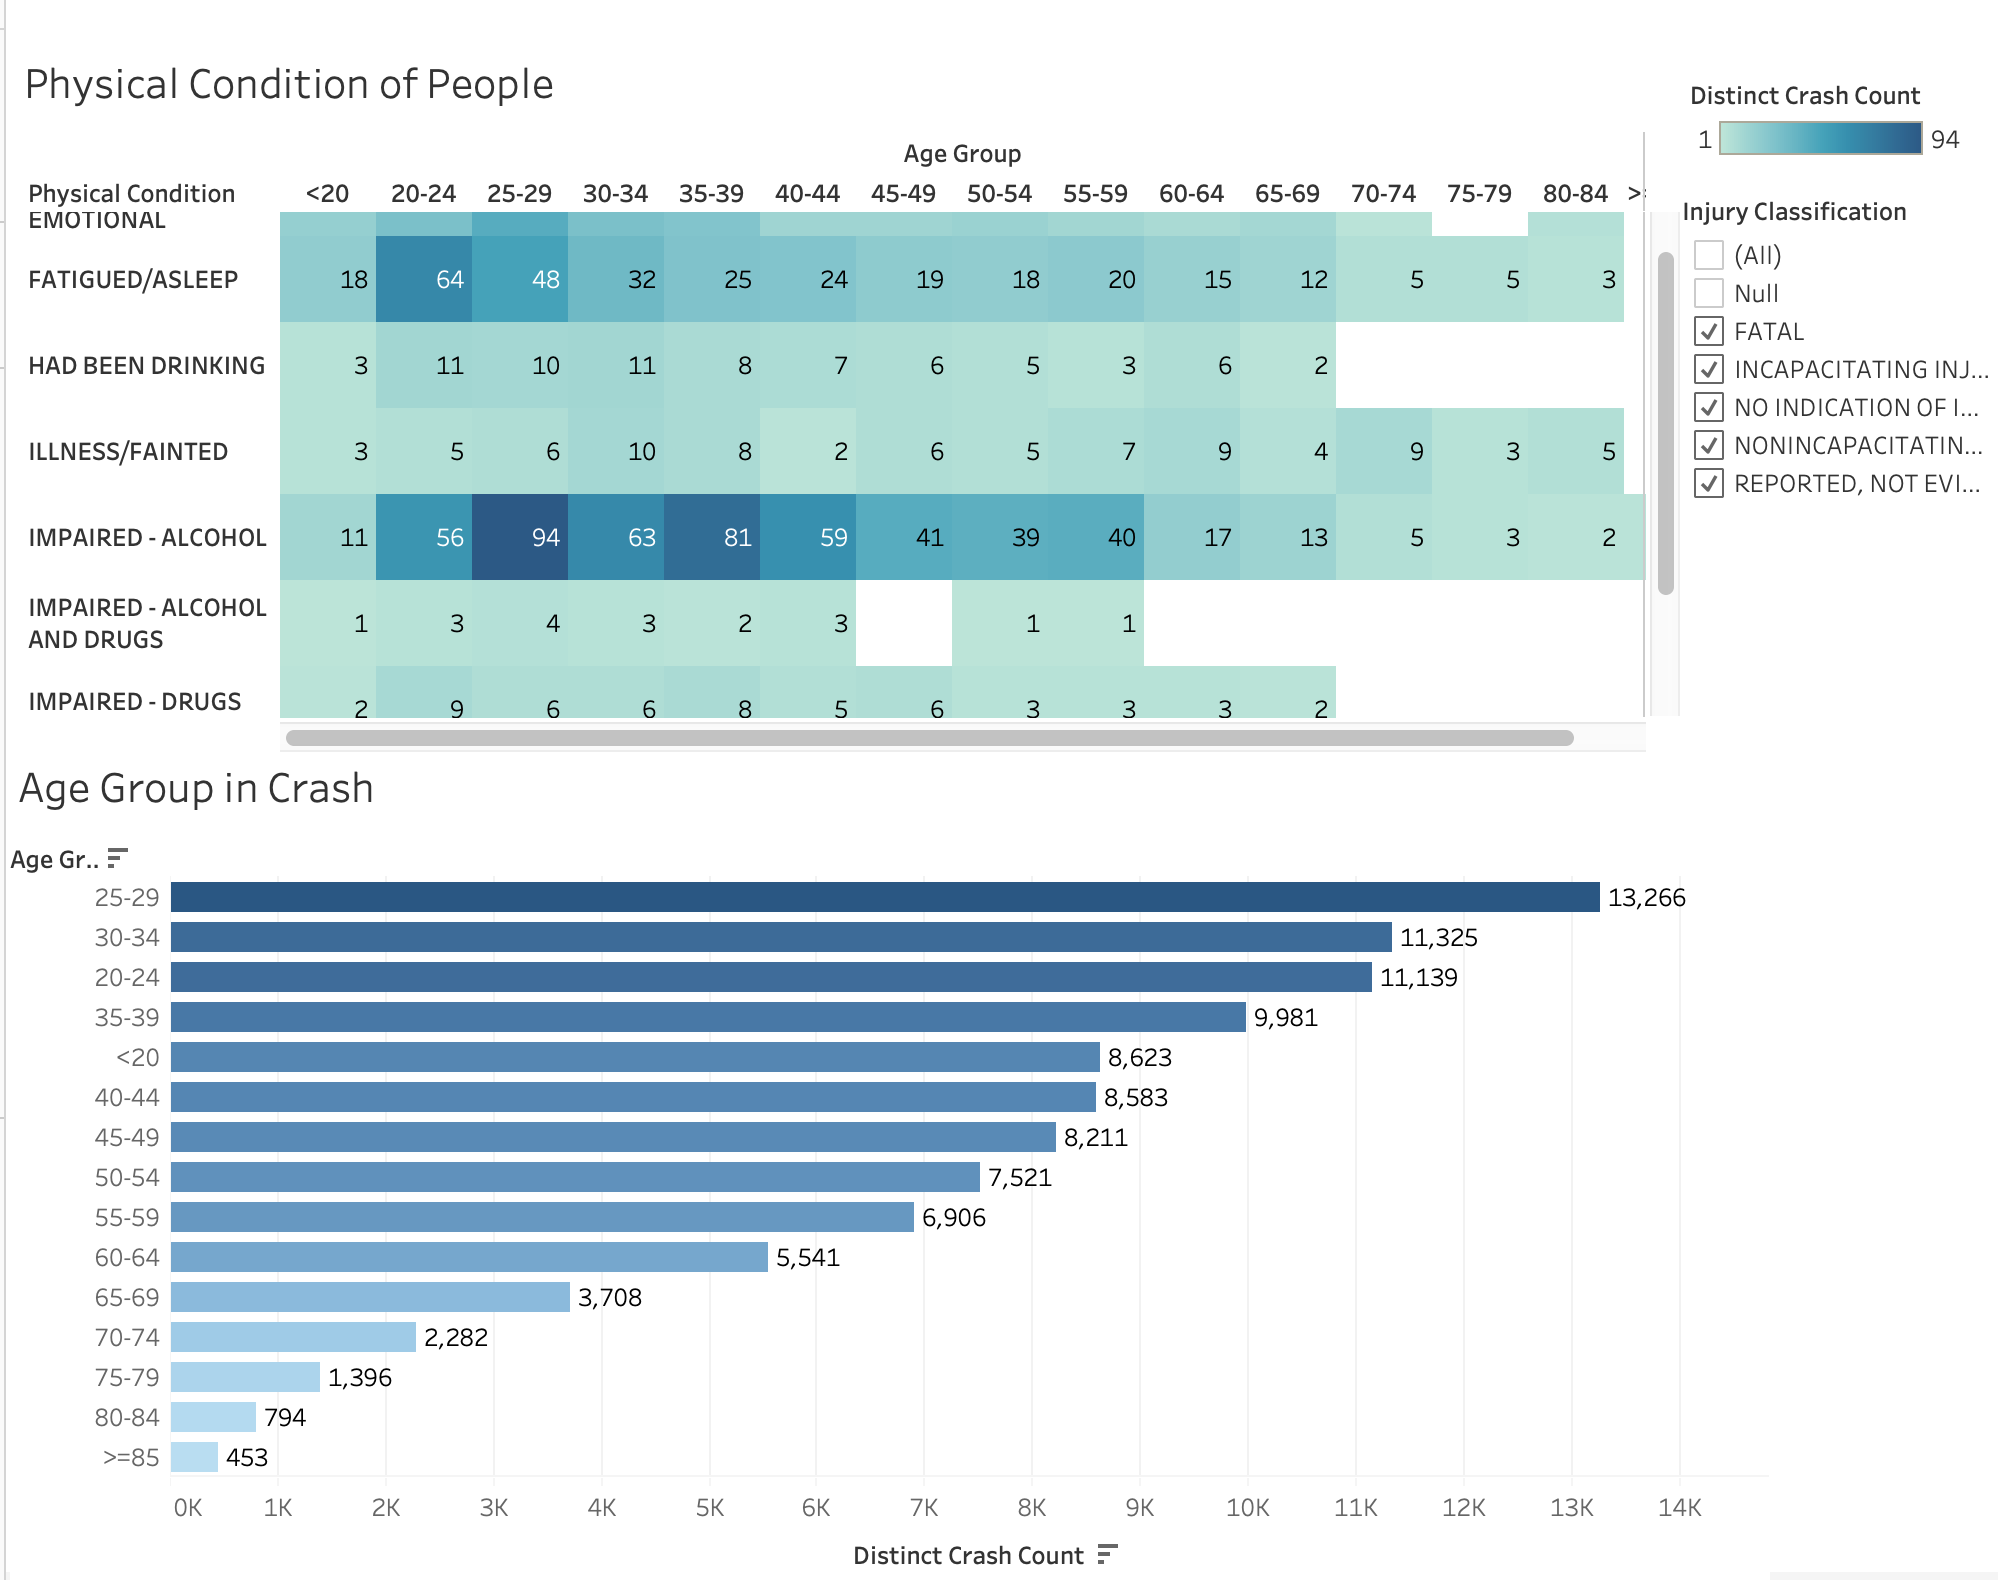 Physical Condition of People
Distinct Crash Count
1 94
Age Group
Physical Condition <20 20-24 25-29 30-34 35-39 40-44 45-49 50-54 55-59 60-64 65-69 70-74 75-79 80-84 >
EMOTIONAL
FATIGUED/ASLEEP 18 64 48 32 25 24 19 18 20 15 12 5 5 3
HAD BEEN DRINKING 3 11 10 11 8 7 6 5 3 6 2
ILLNESS/FAINTED 3 5 6 10 8 2 6 5 7 9 4 9 3 5
IMPAIRED - ALCOHOL 11 56 94 63 81 59 41 39 40 17 13 5 3 2
IMPAIRED - ALCOHOL
AND DRUGS 1 3 4 3 2 3 1 1
IMPAIRED - DRUGS 2 9 6 6 8 5 6 3 3 3 2
Injury Classification
(All)
Null
FATAL
INCAPACITATING INJ...
NO INDICATION OF I...
NONINCAPACITATIN...
REPORTED, NOT EVI...
Age Group in Crash
Age Gr..
25-29 13,266
30-34 11,325
20-24 11,139
35-39 9,981
<20 8,623
40-44 8,583
45-49 8,211
50-54 7,521
55-59 6,906
60-64 5,541
65-69 3,708
70-74 2,282
75-79 1,396
80-84 794
>=85 453
0K 1K 2K 3K 4K 5K 6K 7K 8K 9K 10K 11K 12K 13K 14K
Distinct Crash Count